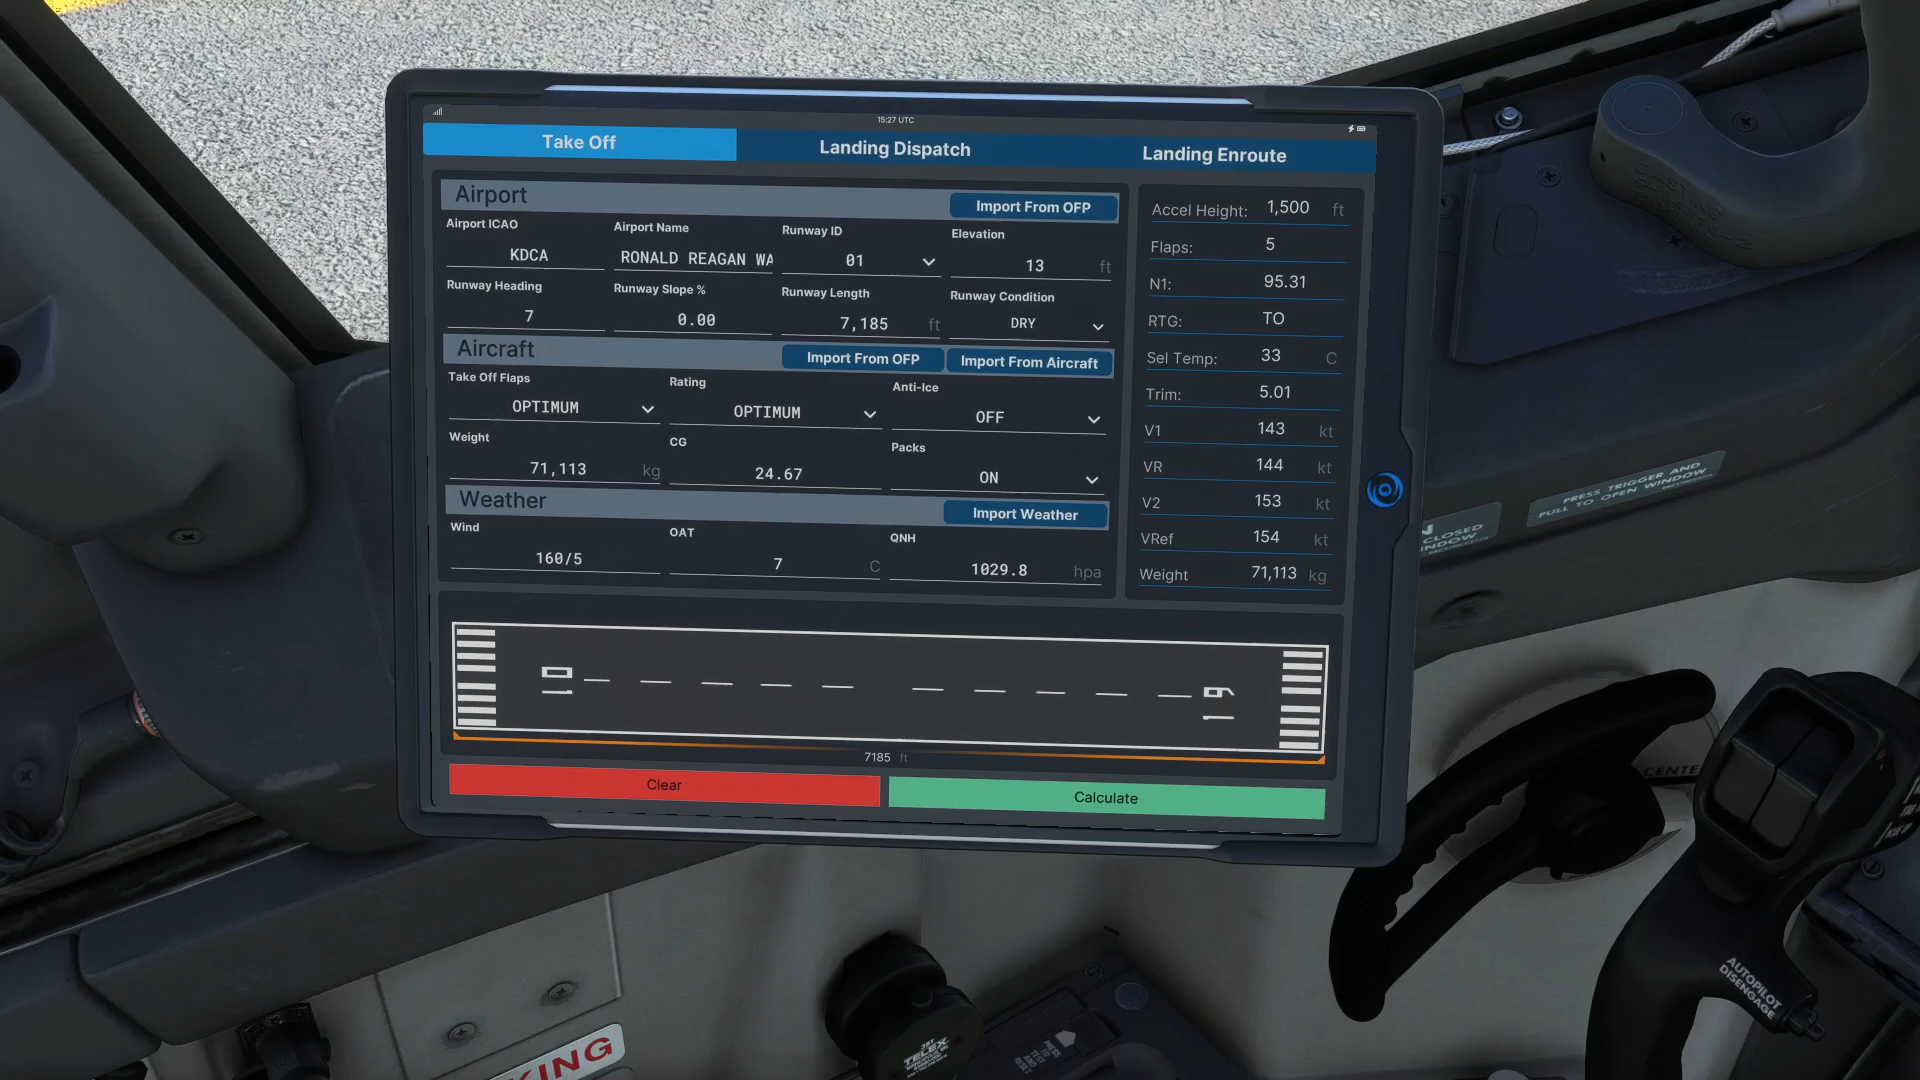 15:27 UTC
Take Off
Landing Dispatch
Landing Enroute
Airport
Import From OFP
Airport ICAO
Airport Name
Runway ID
Elevation
KDCA
RONALD REAGAN WA
01
13 ft
Runway Heading
Runway Slope %
Runway Length
Runway Condition
7
0.00
7,185 ft
DRY
Aircraft
Import From OFP
Import From Aircraft
Take Off Flaps
Rating
Anti-Ice
OPTIMUM
OPTIMUM
OFF
Weight
CG
Packs
71,113 kg
24.67
ON
Weather
Import Weather
Wind
OAT
QNH
160/5
7 C
1029.8 hpa
Accel Height: 1,500 ft
Flaps: 5
N1: 95.31
RTG: TO
Sel Temp: 33 C
Trim: 5.01
V1 143 kt
VR 144 kt
V2 153 kt
VRef 154 kt
Weight 71,113 kg
01
19
7185 ft
Clear
Calculate
PRESS TRIGGER AND
PULL TO OPEN WINDOW
CLOSED
CENTE
AUTOPILOT
DISENGAGE
TELEX
KING